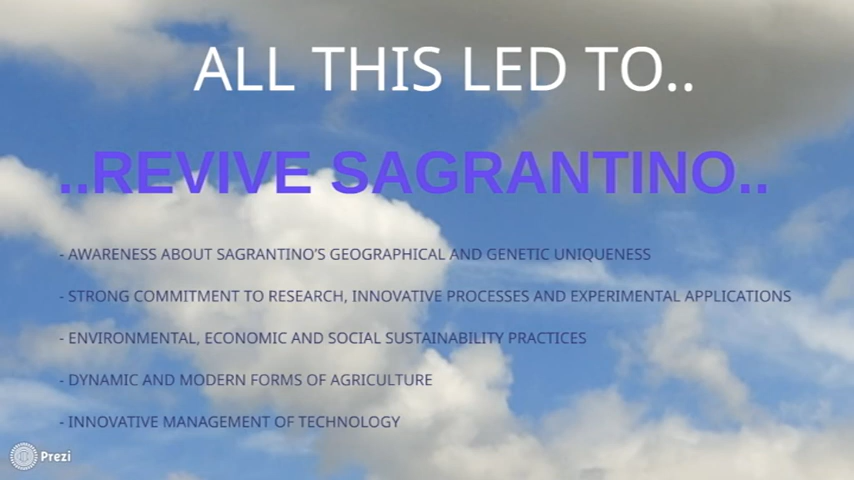 ALL THIS LED TO..
..REVIVE SAGRANTINO..
- AWARENESS ABOUT SAGRANTINO'S GEOGRAPHICAL AND GENETIC UNIQUENESS
- STRONG COMMITMENT TO RESEARCH, INNOVATIVE PROCESSES AND EXPERIMENTAL APPLICATIONS
- ENVIRONMENTAL, ECONOMIC AND SOCIAL SUSTAINABILITY PRACTICES
- DYNAMIC AND MODERN FORMS OF AGRICULTURE
- INNOVATIVE MANAGEMENT OF TECHNOLOGY
Prezi